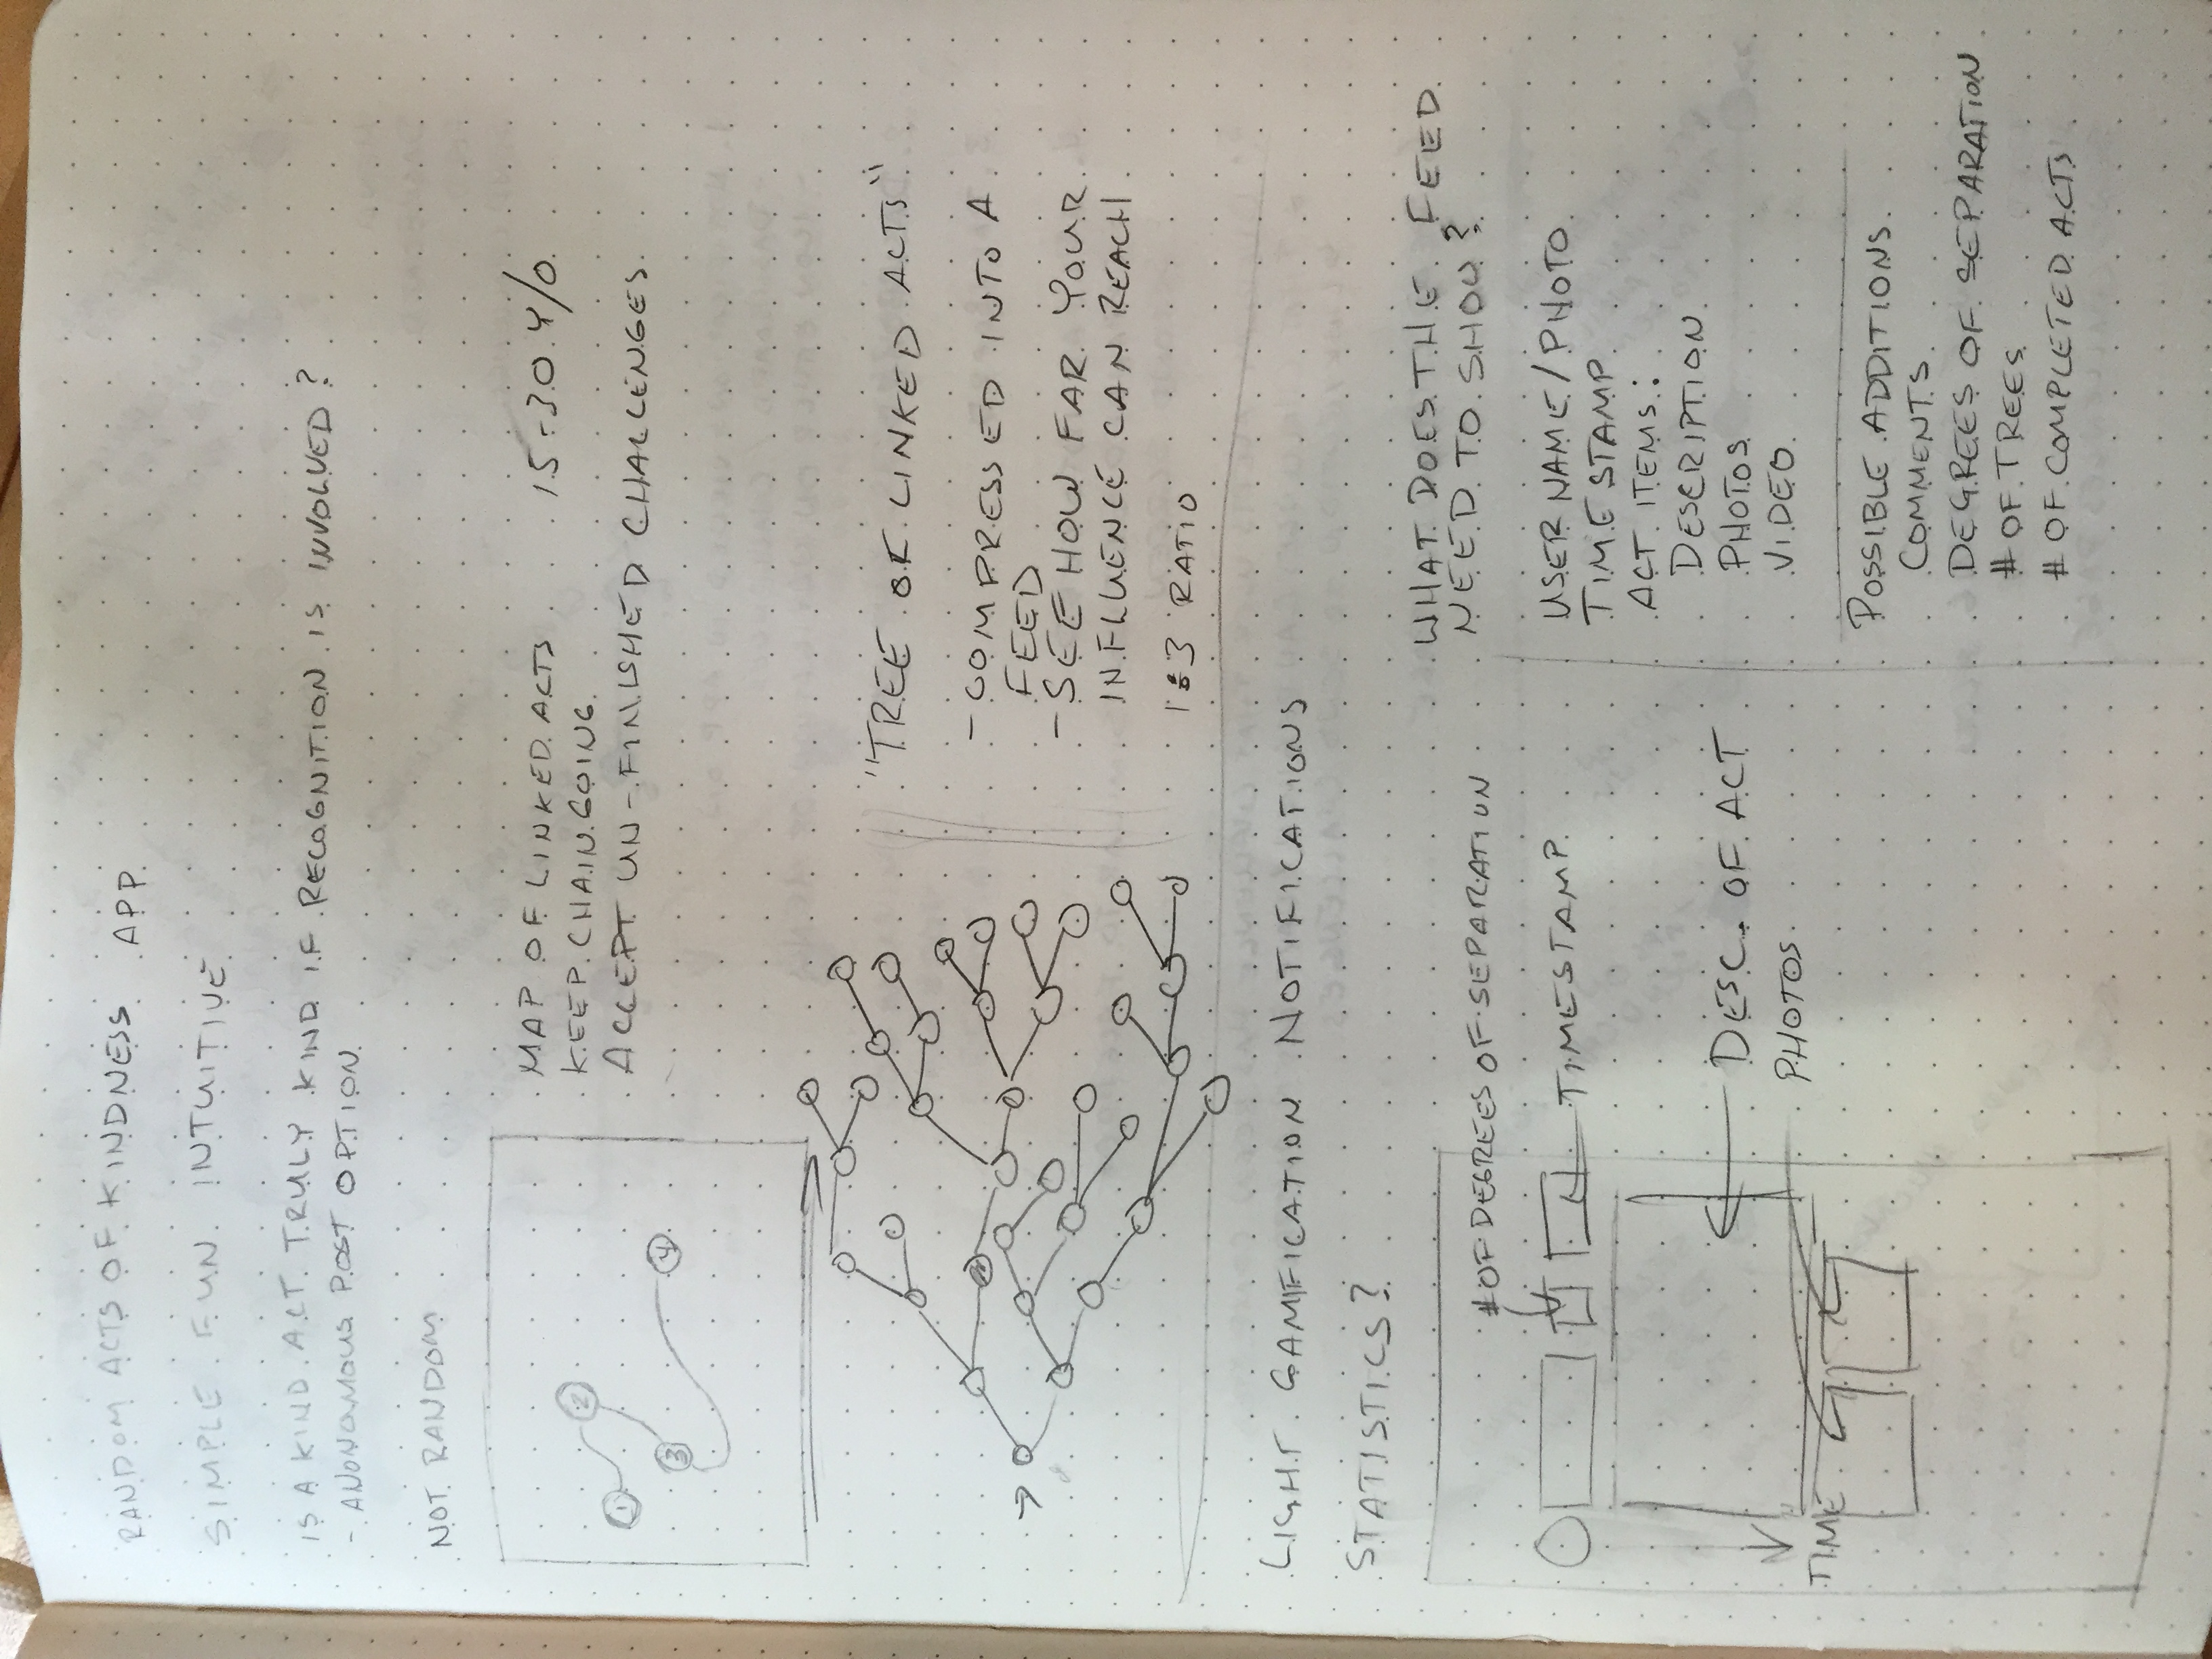 RANDOM ACTS OF KINDNESS APP
SIMPLE FUN INTUITIVE
IS A KIND ACT TRULY KIND IF RECOGNITION IS INVOLVED?
- ANONOMOUS POST OPTION
NOT RANDOM
1
2
3
4
MAP OF LINKED ACTS
15-30 Y/O
KEEP CHAIN GOING
ACCEPT UN-FINISHED CHALLENGES
"TREE OF LINKED ACTS"
- COMPRESSED INTO A
FEED
- SEE HOW FAR YOUR
INFLUENCE CAN REACH
1:3 RATIO
LIGHT GAMIFICATION NOTIFICATIONS
STATISTICS?
# OF DEGREES OF SEPARATION
TIMESTAMP
DESC. OF ACT
PHOTOS
TIME
WHAT DOES THE FEED
NEED TO SHOW?
USER NAME/PHOTO
TIME STAMP
ACT ITEMS:
DESCRIPTION
PHOTOS
VIDEO
POSSIBLE ADDITIONS
COMMENTS
DEGREES OF SEPARATION
# OF TREES
# OF COMPLETED ACTS